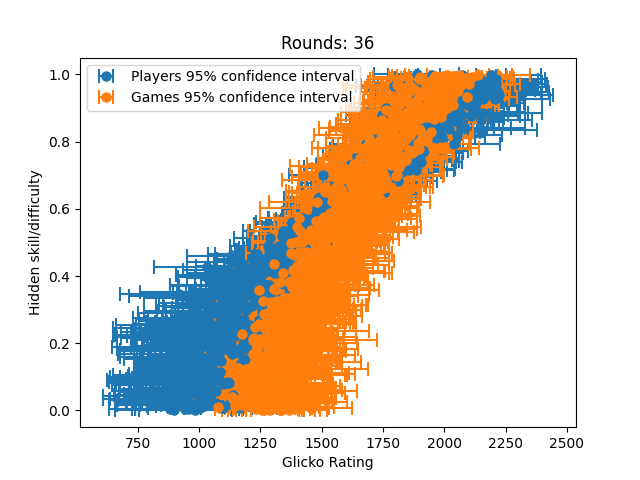 Rounds: 36
Players 95% confidence interval
Games 95% confidence interval
Hidden skill/difficulty
1.0
0.8
0.6
0.4
0.2
0.0
750 1000 1250 1500 1750 2000 2250 2500
Glicko Rating